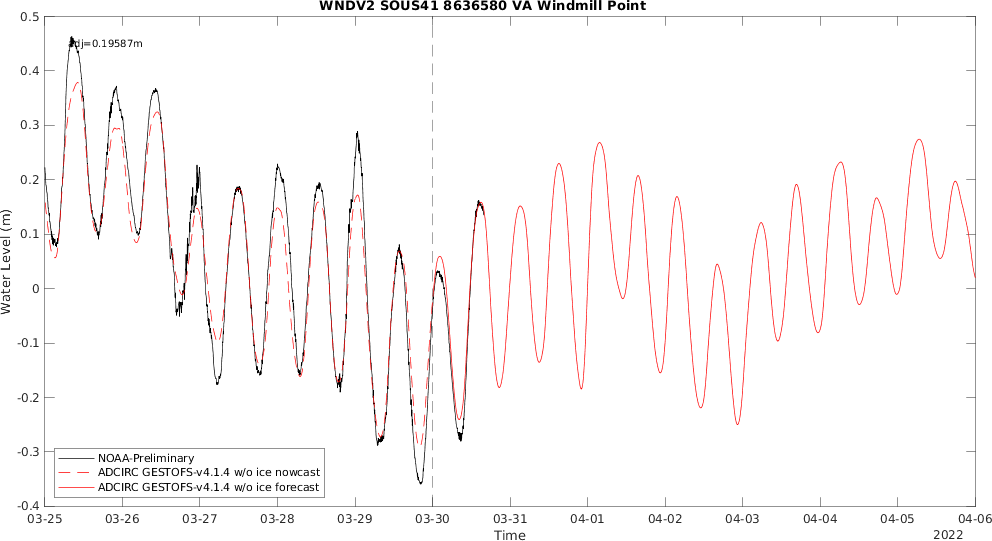 WNDV2 SOUS41 8636580 VA Windmill Point
0.5
0.4
0.3
0.2
0.1
0
-0.1
-0.2
-0.3
-0.4
Water Level (m)
dj=0.19587m
NOAA-Preliminary
ADCIRC GESTOFS-v4.1.4 w/o ice nowcast
ADCIRC GESTOFS-v4.1.4 w/o ice forecast
03-25 03-26 03-27 03-28 03-29 03-30 03-31 04-01 04-02 04-03 04-04 04-05 04-06
Time
2022